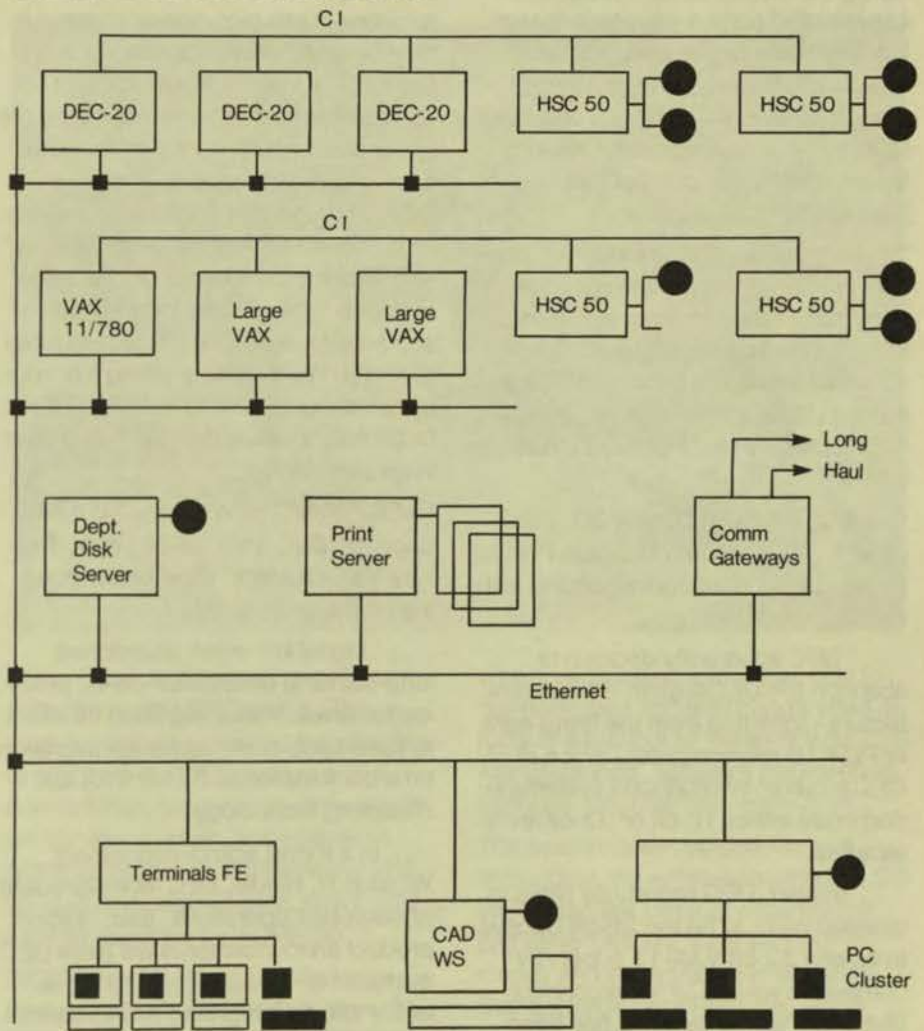 CI
DEC-20 DEC-20 DEC-20 HSC 50 HSC 50
CI
VAX
11/780
Large
VAX
Large
VAX
HSC 50 HSC 50
Long
Haul
Dept.
Disk
Server
Print
Server
Comm
Gateways
Ethernet
Terminals FE
CAD
WS
PC
Cluster